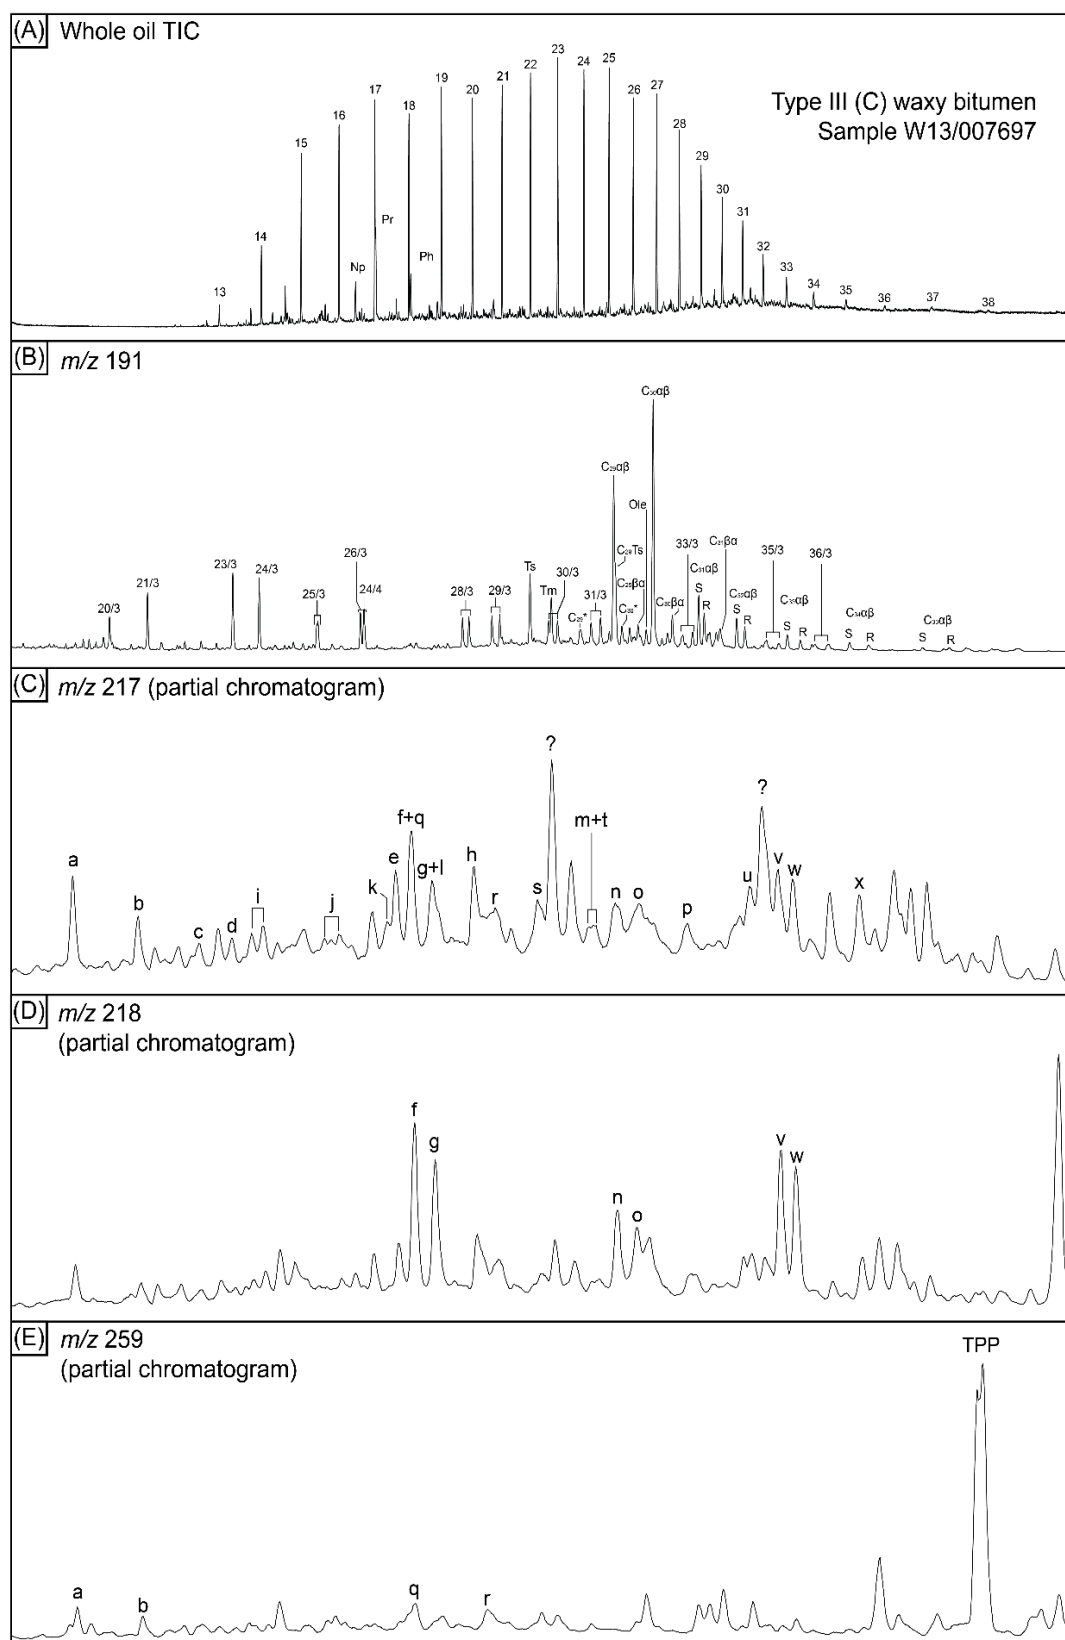 (A) Whole oil TIC
Type III (C) waxy bitumen
Sample W13/007697
13 14 15 16 Np 17 Pr 18 Ph 19 20 21 22 23 24 25 26 27 28 29 30 31 32 33 34 35 36 37 38
(B) m/z 191
20/3 21/3 23/3 24/3 25/3 26/3 24/4 28/3 29/3 Ts Tm 30/3 C₂₉* 31/3 C₂₉αβ C₂₉Ts C₂₉βα Ole C₃₀αβ C₃₀βα 33/3 C₃₁αβ S R C₃₁βα C₃₂αβ S R 35/3 C₃₃αβ S R 36/3 C₃₄αβ S R S R
(C) m/z 217 (partial chromatogram)
a b c d i j k e f+q g+l h r s ? m+t n o p u ? v w x
(D) m/z 218
(partial chromatogram)
f g n o v w
(E) m/z 259
(partial chromatogram)
a b q r TPP